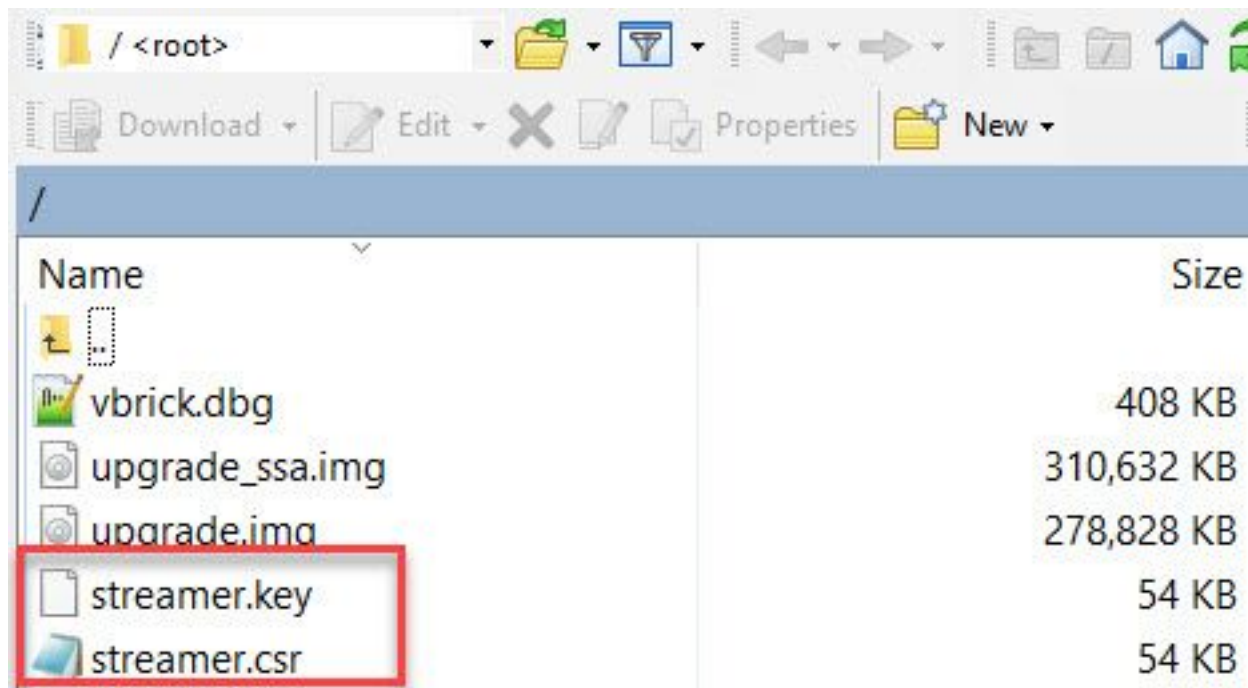 / <root>
Download Edit Properties New
/
Name Size
..
vbrick.dbg 408 KB
upgrade_ssa.img 310,632 KB
upgrade.img 278,828 KB
streamer.key 54 KB
streamer.csr 54 KB